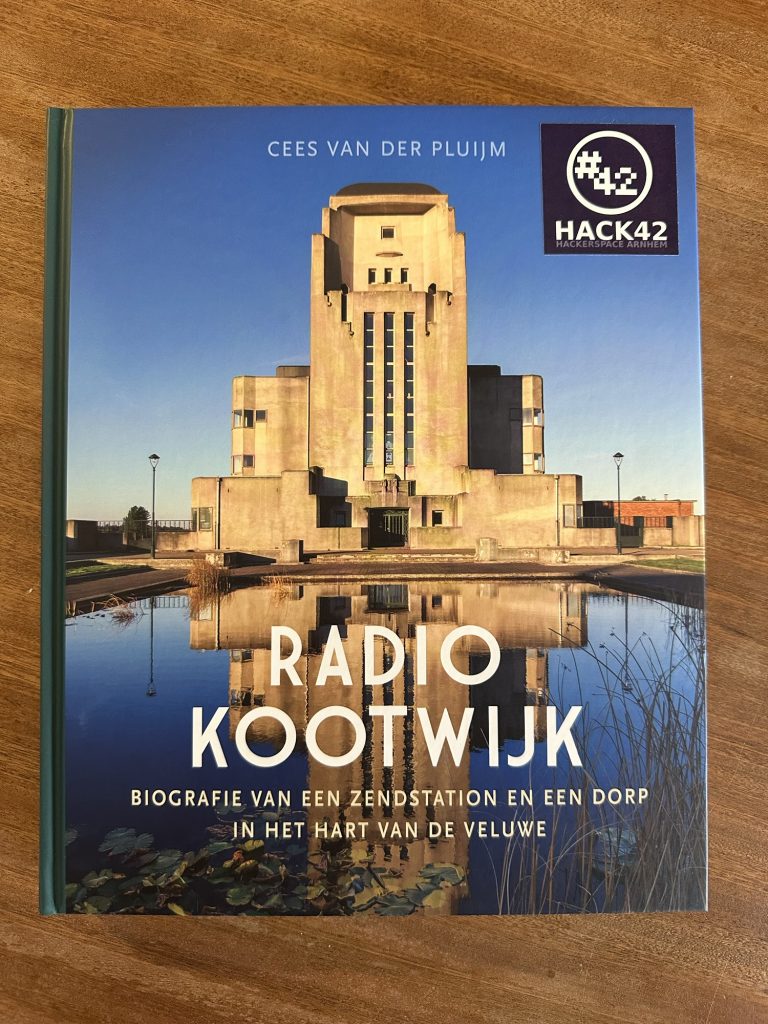 CEES VAN DER PLUIJM
#42
HACK42
HACKERSPACE ARNHEM
RADIO
KOOTWIJK
BIOGRAFIE VAN EEN ZENDSTATION EN EEN DORP
IN HET HART VAN DE VELUWE